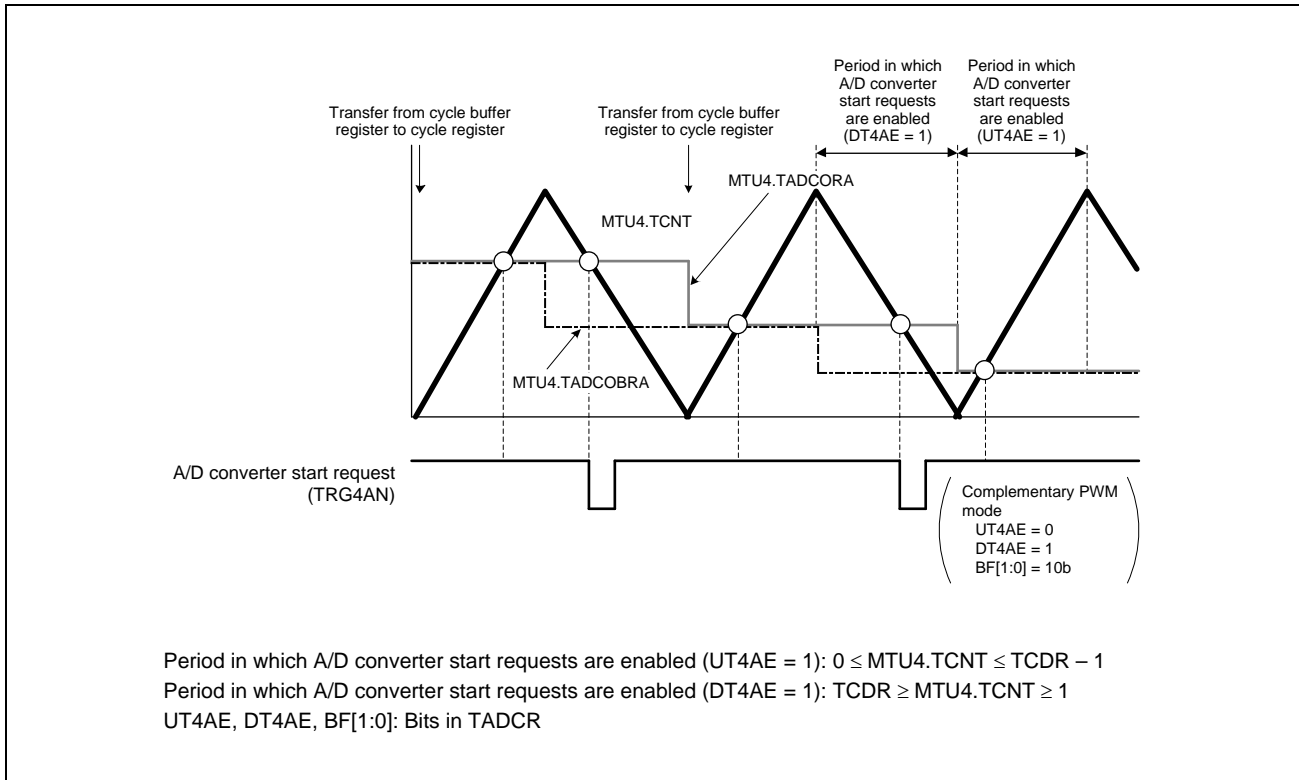 Period in which
A/D converter
start requests
are enabled
(DT4AE = 1)
Period in which
A/D converter
start requests
are enabled
(UT4AE = 1)
Transfer from cycle buffer
register to cycle register
Transfer from cycle buffer
register to cycle register
MTU4.TADCORA
MTU4.TCNT
MTU4.TADCOBRA
A/D converter start request
(TRG4AN)
Complementary PWM
mode
UT4AE = 0
DT4AE = 1
BF[1:0] = 10b
Period in which A/D converter start requests are enabled (UT4AE = 1): 0 ≤ MTU4.TCNT ≤ TCDR – 1
Period in which A/D converter start requests are enabled (DT4AE = 1): TCDR ≥ MTU4.TCNT ≥ 1
UT4AE, DT4AE, BF[1:0]: Bits in TADCR